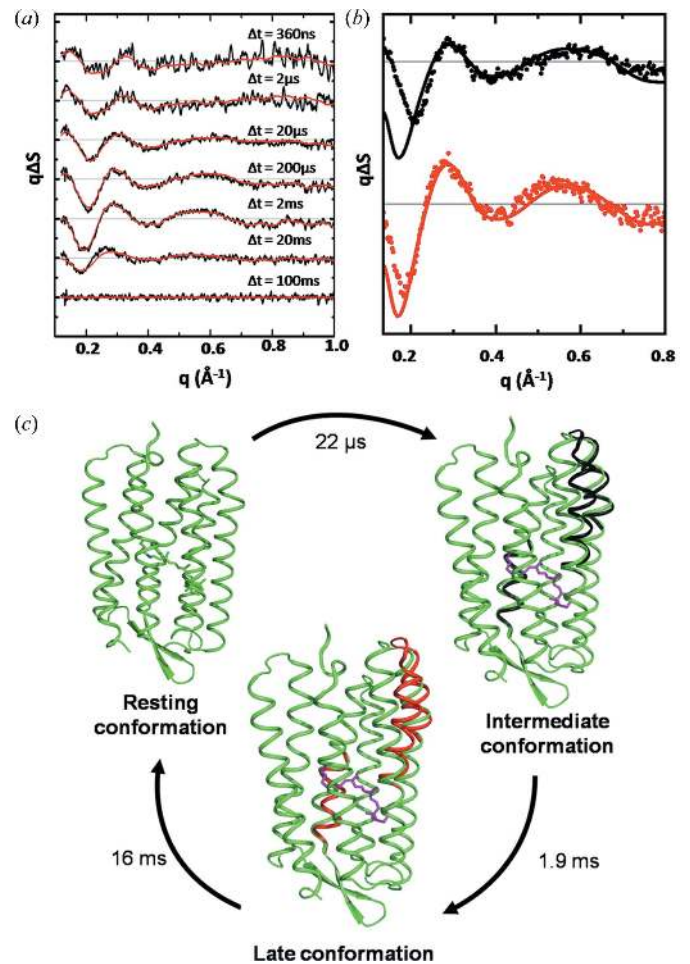 (a)
(b)
qΔS
Δt = 360ns
Δt = 2μs
Δt = 20μs
Δt = 200μs
Δt = 2ms
Δt = 20ms
Δt = 100ms
0.2 0.4 0.6 0.8 1.0
q (Å⁻¹)
qΔS
0.2 0.4 0.6 0.8
q (Å⁻¹)
(c)
22 μs
Resting
conformation
Intermediate
conformation
16 ms
1.9 ms
Late conformation